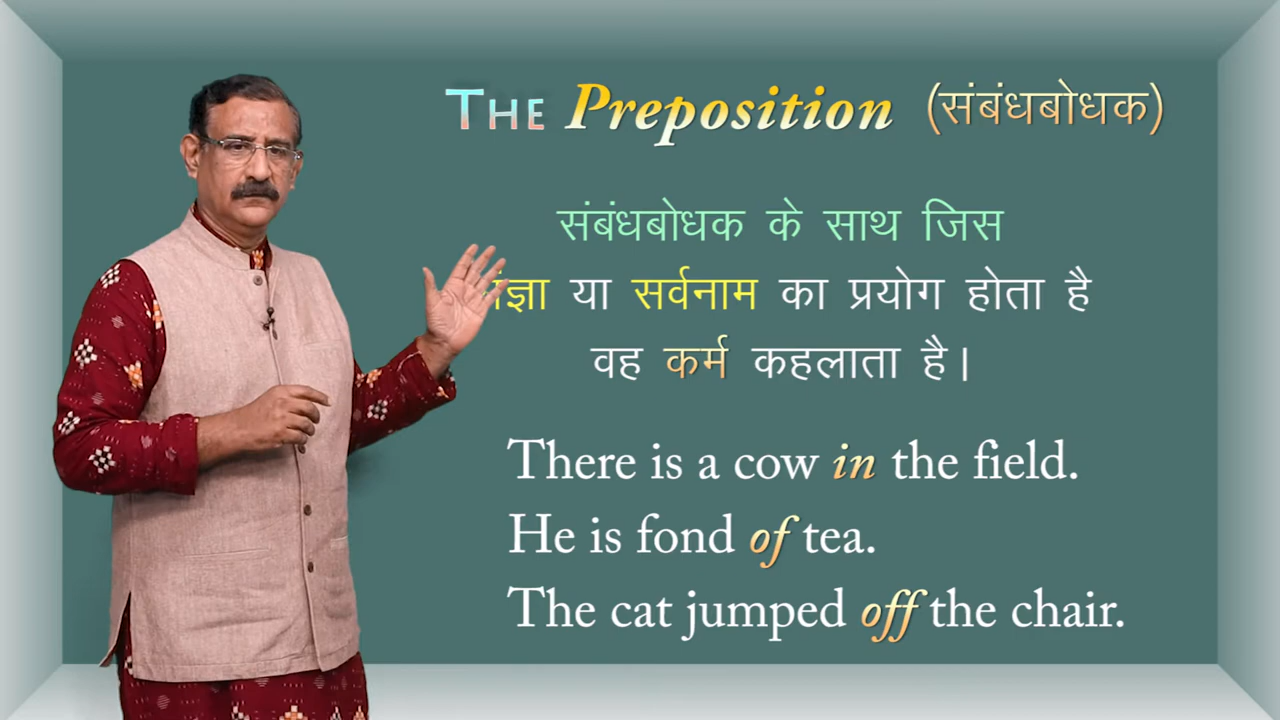 The Preposition (संबंधबोधक)
संबंधबोधक के साथ जिस
या सर्वनाम का प्रयोग होता है
वह कर्म कहलाता है।
There is a cow in the field.
He is fond of tea.
The cat jumped off the chair.